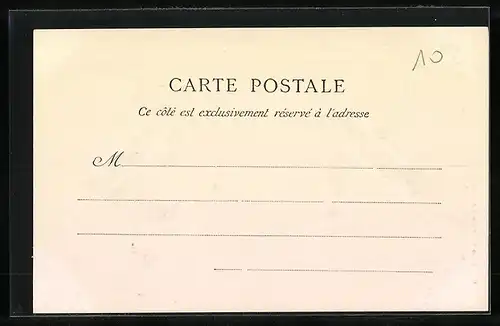 10
CARTE POSTALE
Ce côté est exclusivement réservé à l'adresse
M